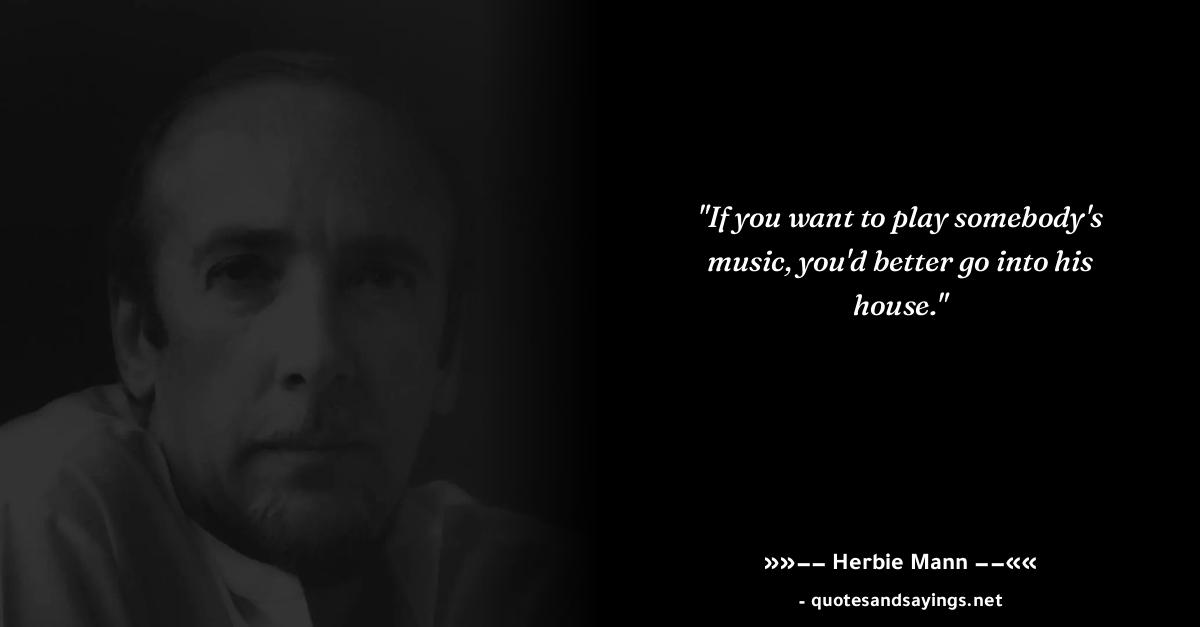 "If you want to play somebody's
music, you'd better go into his
house."
»»—— Herbie Mann ——««
- quotesandsayings.net